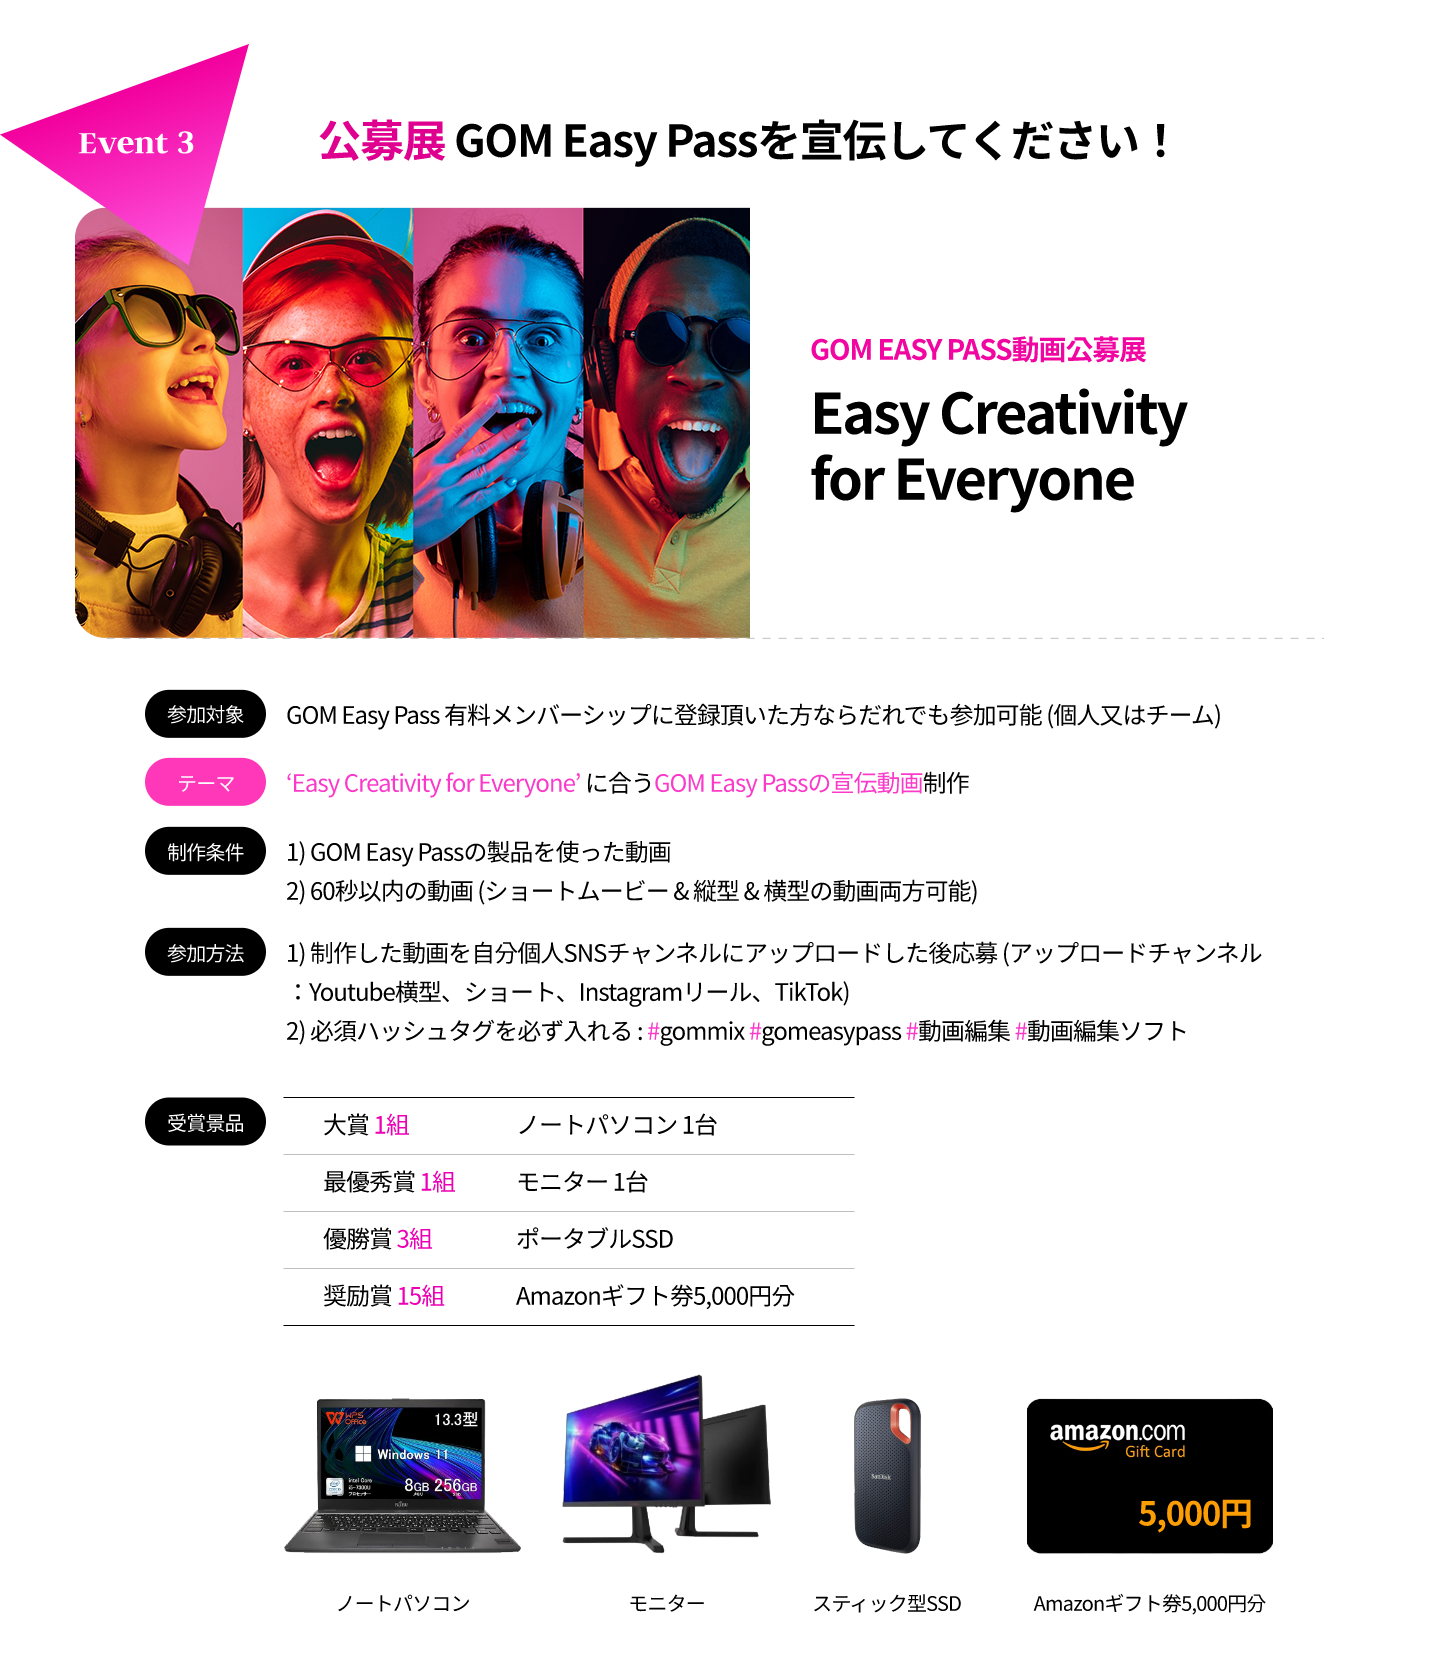 Event 3
公募展 GOM Easy Passを宣伝してください！
GOM EASY PASS動画公募展
Easy Creativity
for Everyone
参加対象
GOM Easy Pass 有料メンバーシップに登録頂いた方ならだれでも参加可能 (個人又はチーム)
テーマ
‘Easy Creativity for Everyone’ に合うGOM Easy Passの宣伝動画制作
制作条件
1) GOM Easy Passの製品を使った動画
2) 60秒以内の動画 (ショートムービー & 縦型 & 横型の動画両方可能)
参加方法
1) 制作した動画を自分個人SNSチャンネルにアップロードした後応募 (アップロードチャンネル
：Youtube横型、ショート、Instagramリール、TikTok)
2) 必須ハッシュタグを必ず入れる : #gommix #gomeasypass #動画編集 #動画編集ソフト
受賞景品
大賞 1組 ノートパソコン 1台
最優秀賞 1組 モニター 1台
優勝賞 3組 ポータブルSSD
奨励賞 15組 Amazonギフト券5,000円分
WPS Office
13.3型
Windows 11
intel Core
i5-7300U
プロセッサー
8GB 256GB
FUJITSU
SanDisk
amazon.com
Gift Card
5,000円
ノートパソコン
モニター
スティック型SSD
Amazonギフト券5,000円分